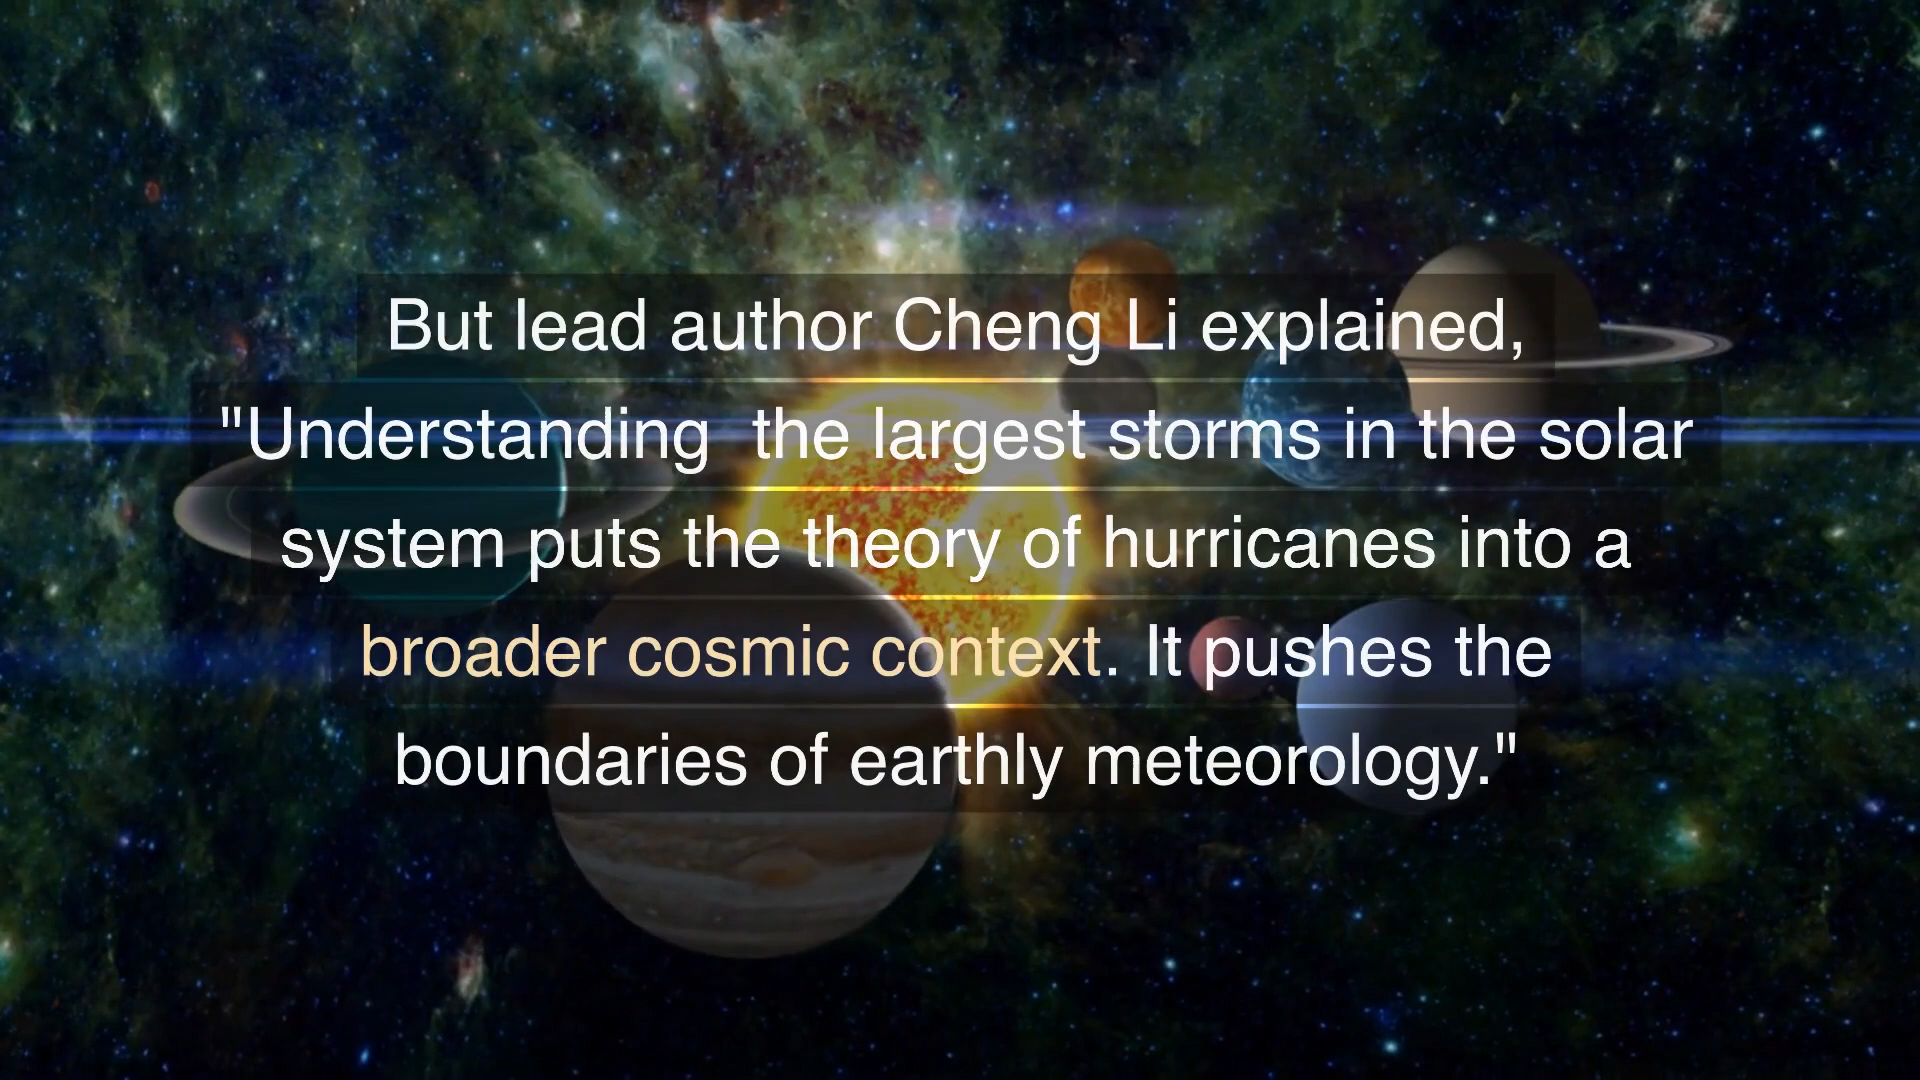 But lead author Cheng Li explained,
"Understanding  the largest storms in the solar
system puts the theory of hurricanes into a
broader cosmic context. It pushes the
boundaries of earthly meteorology."